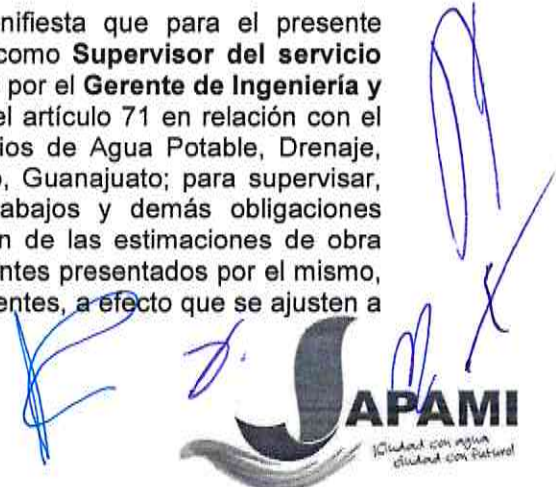 nifiesta que para el presente
como Supervisor del servicio
por el Gerente de Ingeniería y
el artículo 71 en relación con el
ios de Agua Potable, Drenaje,
, Guanajuato; para supervisar,
abajos y demás obligaciones
n de las estimaciones de obra
ntes presentados por el mismo,
entes, a efecto que se ajusten a
JAPAMI
¡Ciudad con agua
ciudad con futuro!